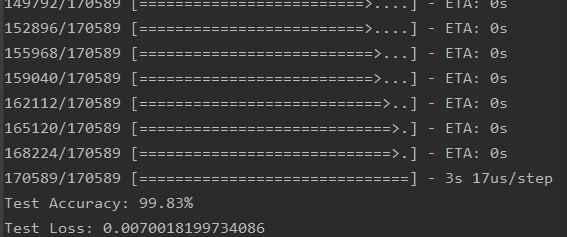 149792/170589 [=========================>....] - ETA: 0s
152896/170589 [=========================>....] - ETA: 0s
155968/170589 [==========================>...] - ETA: 0s
159040/170589 [==========================>...] - ETA: 0s
162112/170589 [===========================>..] - ETA: 0s
165120/170589 [============================>.] - ETA: 0s
168224/170589 [============================>.] - ETA: 0s
170589/170589 [==============================] - 3s 17us/step
Test Accuracy: 99.83%
Test Loss: 0.0070018199734086